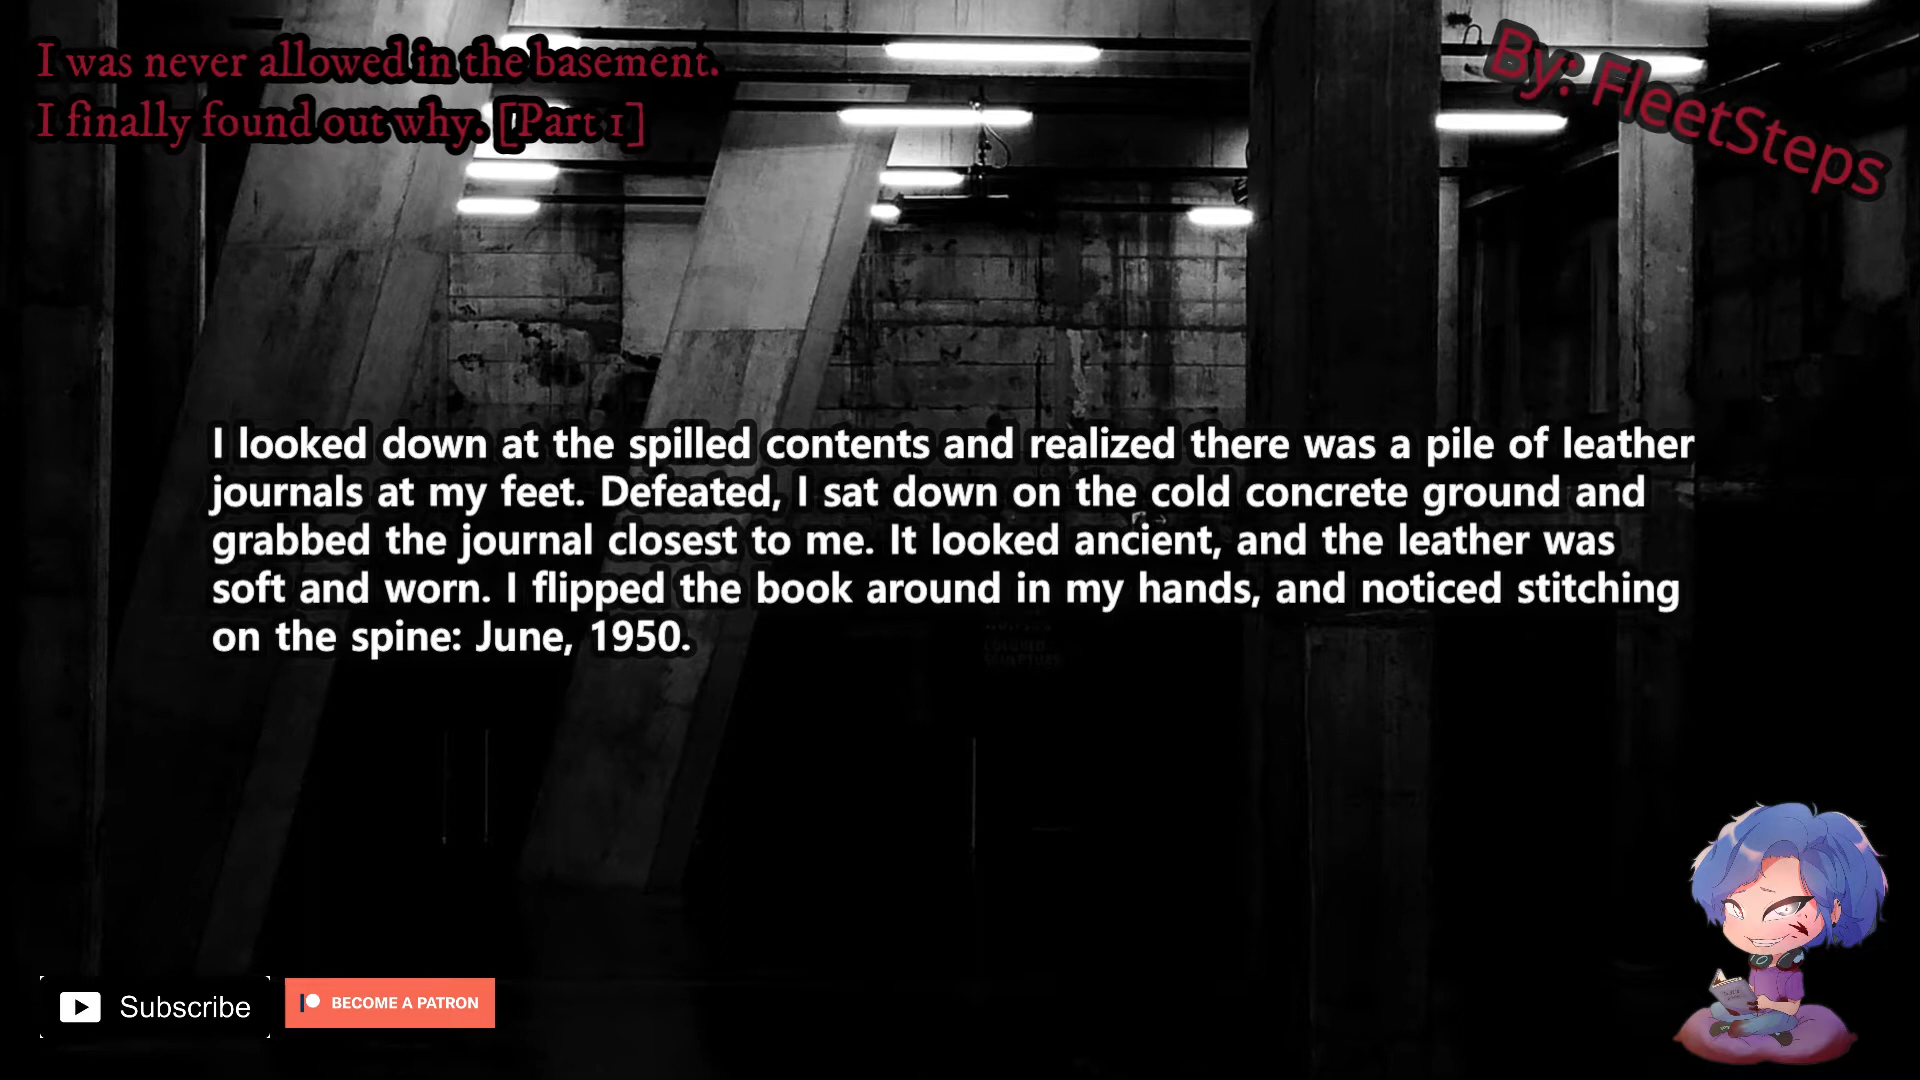 I was never allowed in the basement.
I finally found out why. [Part 1]
By: FleetSteps
I looked down at the spilled contents and realized there was a pile of leather
journals at my feet. Defeated, I sat down on the cold concrete ground and
grabbed the journal closest to me. It looked ancient, and the leather was
soft and worn. I flipped the book around in my hands, and noticed stitching
on the spine: June, 1950.
Subscribe
BECOME A PATRON